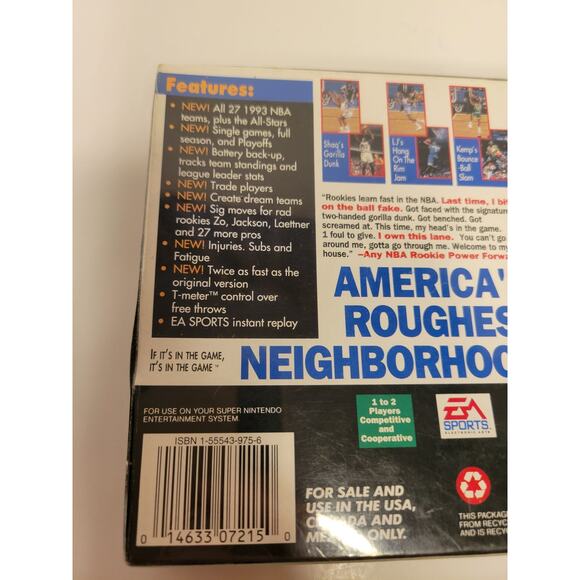 Features:
• NEW! All 27 1993 NBA
teams, plus the All-Stars
• NEW! Single games, full
season, and Playoffs
• NEW! Battery back-up,
tracks team standings and
league leader stats
• NEW! Trade players
• NEW! Create dream teams
• NEW! Sig moves for rad
rookies Zo, Jackson, Laettner
and 27 more pros
• NEW! Injuries. Subs and
Fatigue
• NEW! Twice as fast as the
original version
• T-meter™ control over
free throws
• EA SPORTS instant replay
IF IT'S IN THE GAME,
IT'S IN THE GAME™
Shaq's
Gorilla
Dunk
LJ's
Hang
On The
Rim
Jam
Kemp's
Bounce
-Ball
Slam
"Rookies learn fast in the NBA. Last time, I bi
on the ball fake. Got faced with the signatur
two-handed gorilla dunk. Got benched. Got
screamed at. This time, my head's in the game.
1 foul to give. I own this lane. You can't go
around me, gotta go through me. Welcome to my
house." –Any NBA Rookie Power Forwa
AMERICA'
ROUGHES
NEIGHBORHOO
FOR USE ON YOUR SUPER NINTENDO
ENTERTAINMENT SYSTEM.
ISBN 1-55543-975-6
0 14633 07215 0
1 to 2
Players
Competitive
and
Cooperative
EA
SPORTS
ELECTRONIC ARTS
FOR SALE AND
USE IN THE USA,
CANADA AND
MEXICO ONLY.
THIS PACKAG
FROM RECYC
AND IS RECY